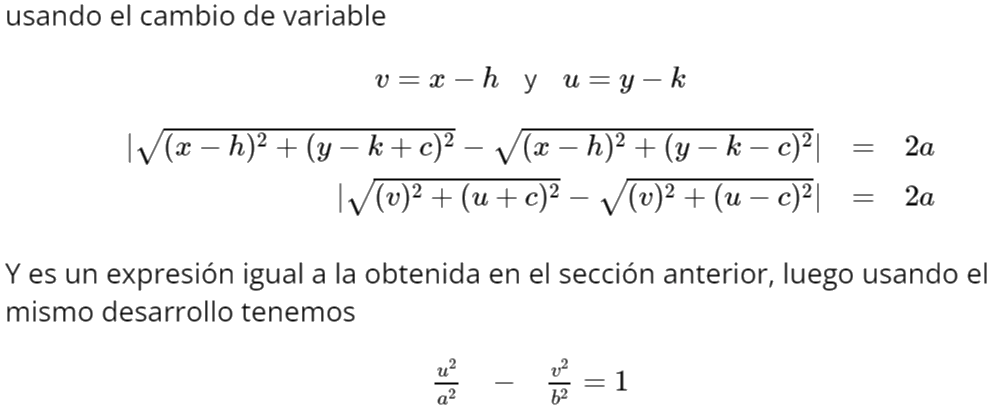 usando el cambio de variable
v = x − h y u = y − k
|√(x − h)² + (y − k + c)² − √(x − h)² + (y − k − c)²| = 2a
|√(v)² + (u + c)² − √(v)² + (u − c)²| = 2a
Y es un expresión igual a la obtenida en el sección anterior, luego usando el
mismo desarrollo tenemos
u²/a² − v²/b² = 1